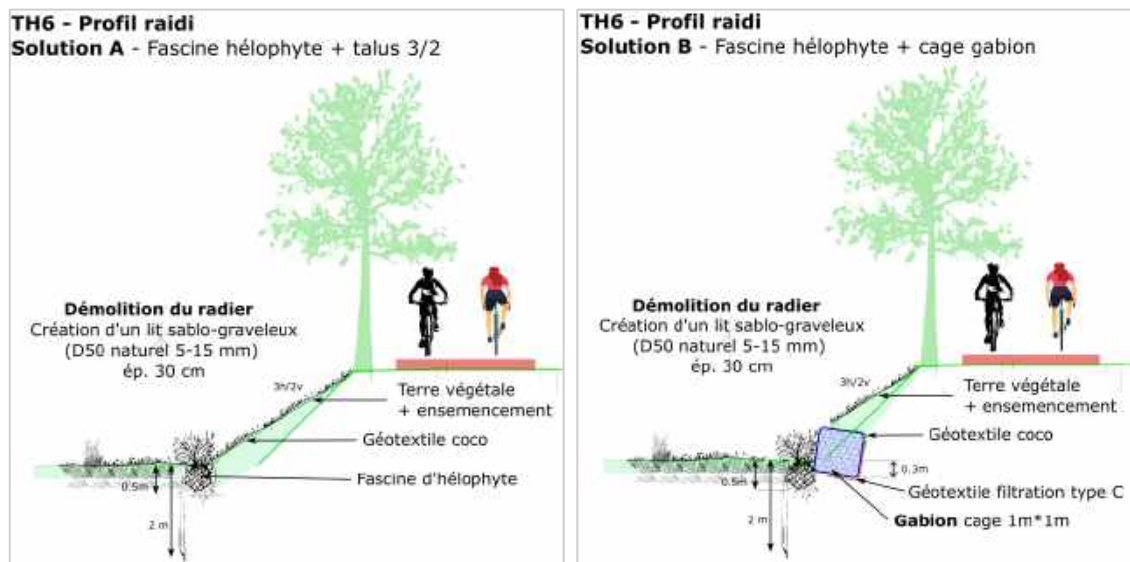 TH6 - Profil raidi
Solution A - Fascine hélophyte + talus 3/2
Démolition du radier
Création d'un lit sablo-graveleux
(D50 naturel 5-15 mm)
ép. 30 cm
3h/2v
Terre végétale
+ ensemencement
Géotextile coco
Fascine d'hélophyte
0.5m
2 m
TH6 - Profil raidi
Solution B - Fascine hélophyte + cage gabion
Démolition du radier
Création d'un lit sablo-graveleux
(D50 naturel 5-15 mm)
ép. 30 cm
3h/2v
Terre végétale
+ ensemencement
Géotextile coco
0.3m
0.5m
Géotextile filtration type C
2 m
Gabion cage 1m*1m